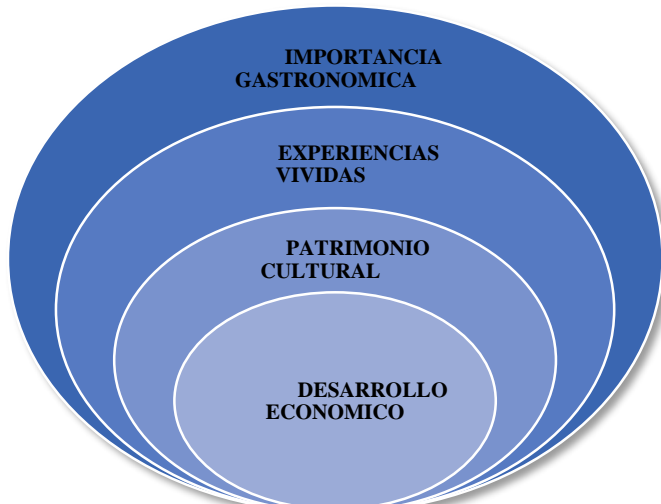 IMPORTANCIA
GASTRONOMICA
EXPERIENCIAS
VIVIDAS
PATRIMONIO
CULTURAL
DESARROLLO
ECONOMICO